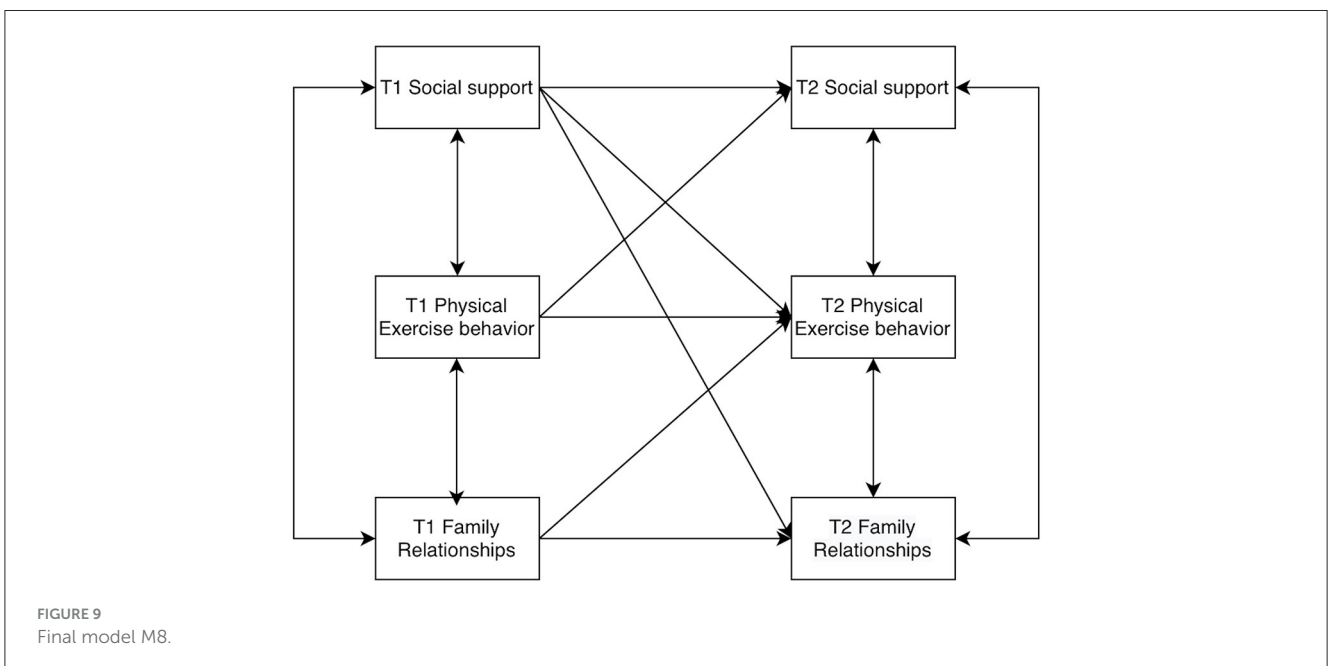 T1 Social support
T2 Social support
T1 Physical
Exercise behavior
T2 Physical
Exercise behavior
T1 Family
Relationships
T2 Family
Relationships
FIGURE 9
Final model M8.